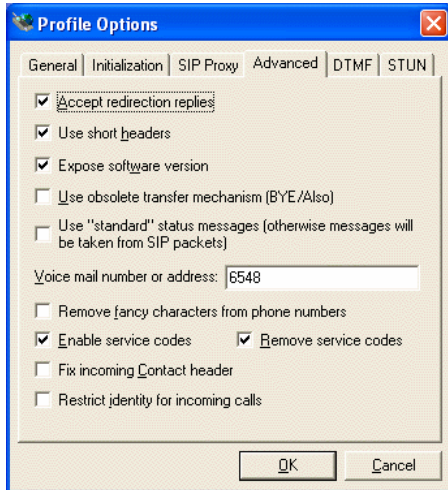 Profile Options
General Initialization SIP Proxy Advanced DTMF STUN
Accept redirection replies
Use short headers
Expose software version
Use obsolete transfer mechanism (BYE/Also)
Use "standard" status messages (otherwise messages will
be taken from SIP packets)
Voice mail number or address: 6548
Remove fancy characters from phone numbers
Enable service codes Remove service codes
Fix incoming Contact header
Restrict identity for incoming calls
OK Cancel